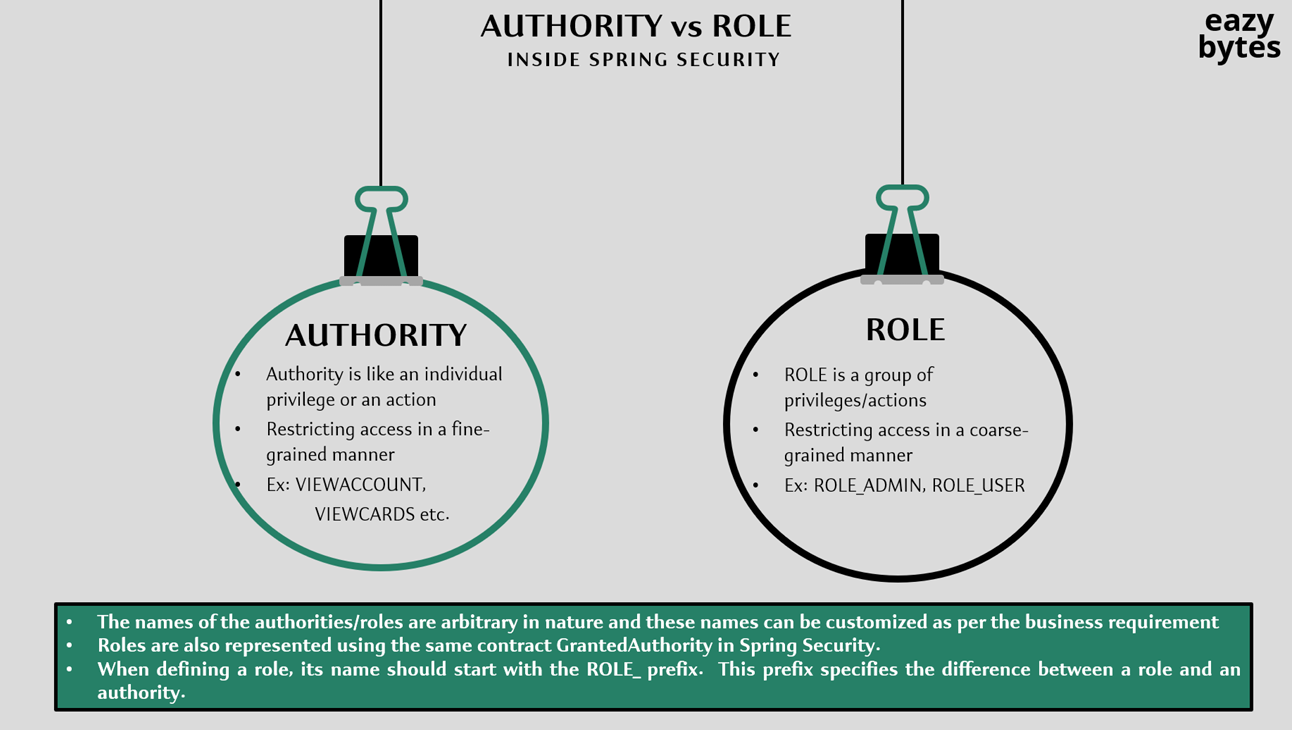 AUTHORITY vs ROLE
INSIDE SPRING SECURITY
eazy
bytes
AUTHORITY
• Authority is like an individual
privilege or an action
• Restricting access in a fine-
grained manner
• Ex: VIEWACCOUNT,
VIEWCARDS etc.
ROLE
• ROLE is a group of
privileges/actions
• Restricting access in a coarse-
grained manner
• Ex: ROLE_ADMIN, ROLE_USER
• The names of the authorities/roles are arbitrary in nature and these names can be customized as per the business requirement
• Roles are also represented using the same contract GrantedAuthority in Spring Security.
• When defining a role, its name should start with the ROLE_ prefix. This prefix specifies the difference between a role and an
authority.